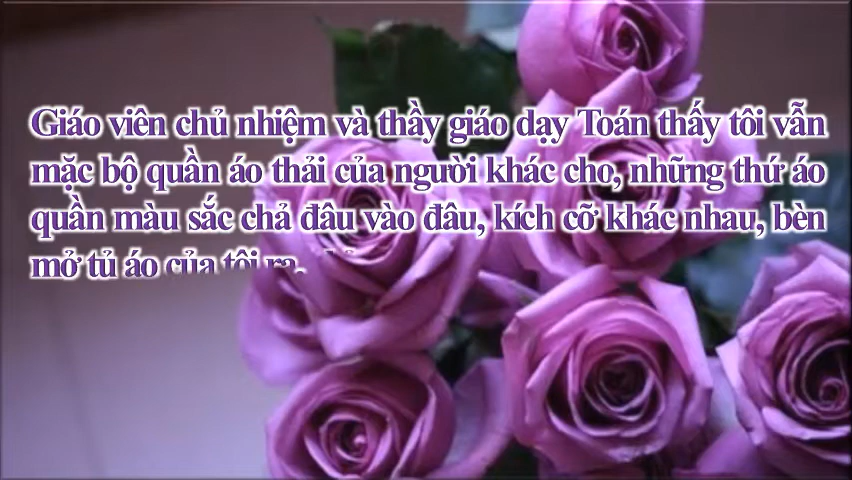 Giáo viên chủ nhiệm và thầy giáo dạy Toán thấy tôi vẫn
mặc bộ quần áo thải của người khác cho, những thứ áo
quần màu sắc chả đâu vào đâu, kích cỡ khác nhau, bèn
mở tủ áo của tôi ra.